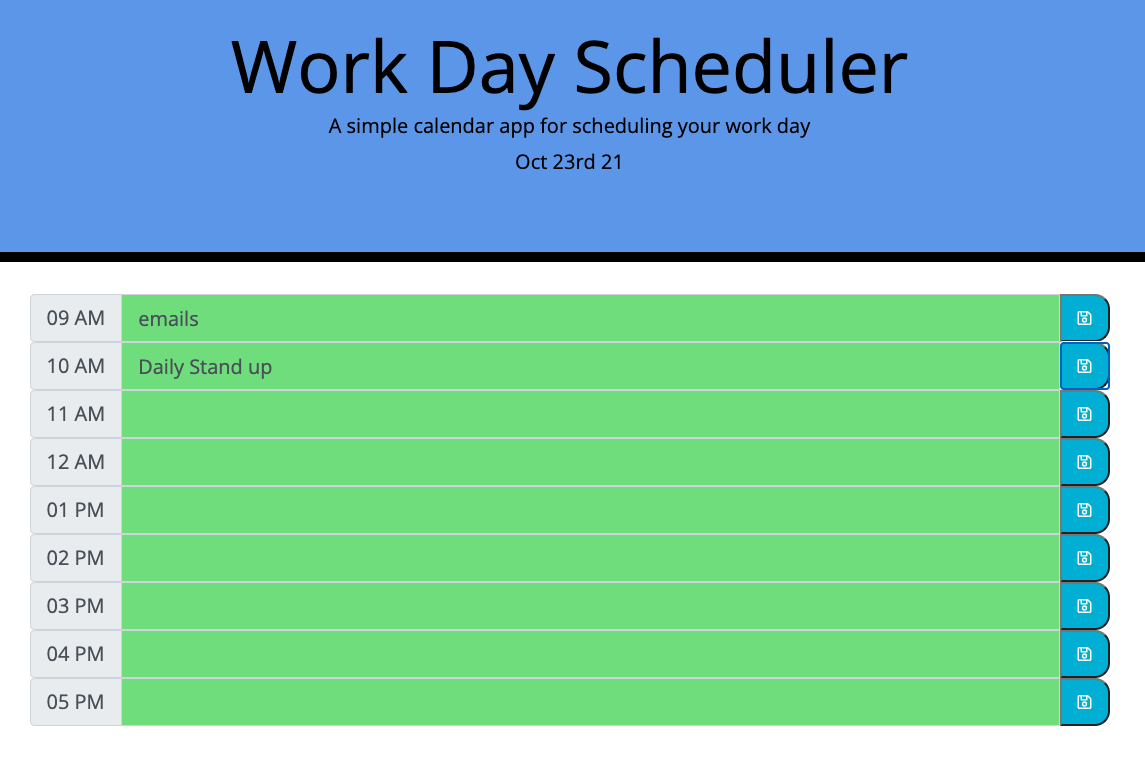 Work Day Scheduler
A simple calendar app for scheduling your work day
Oct 23rd 21
09 AM emails
10 AM Daily Stand up
11 AM
12 AM
01 PM
02 PM
03 PM
04 PM
05 PM